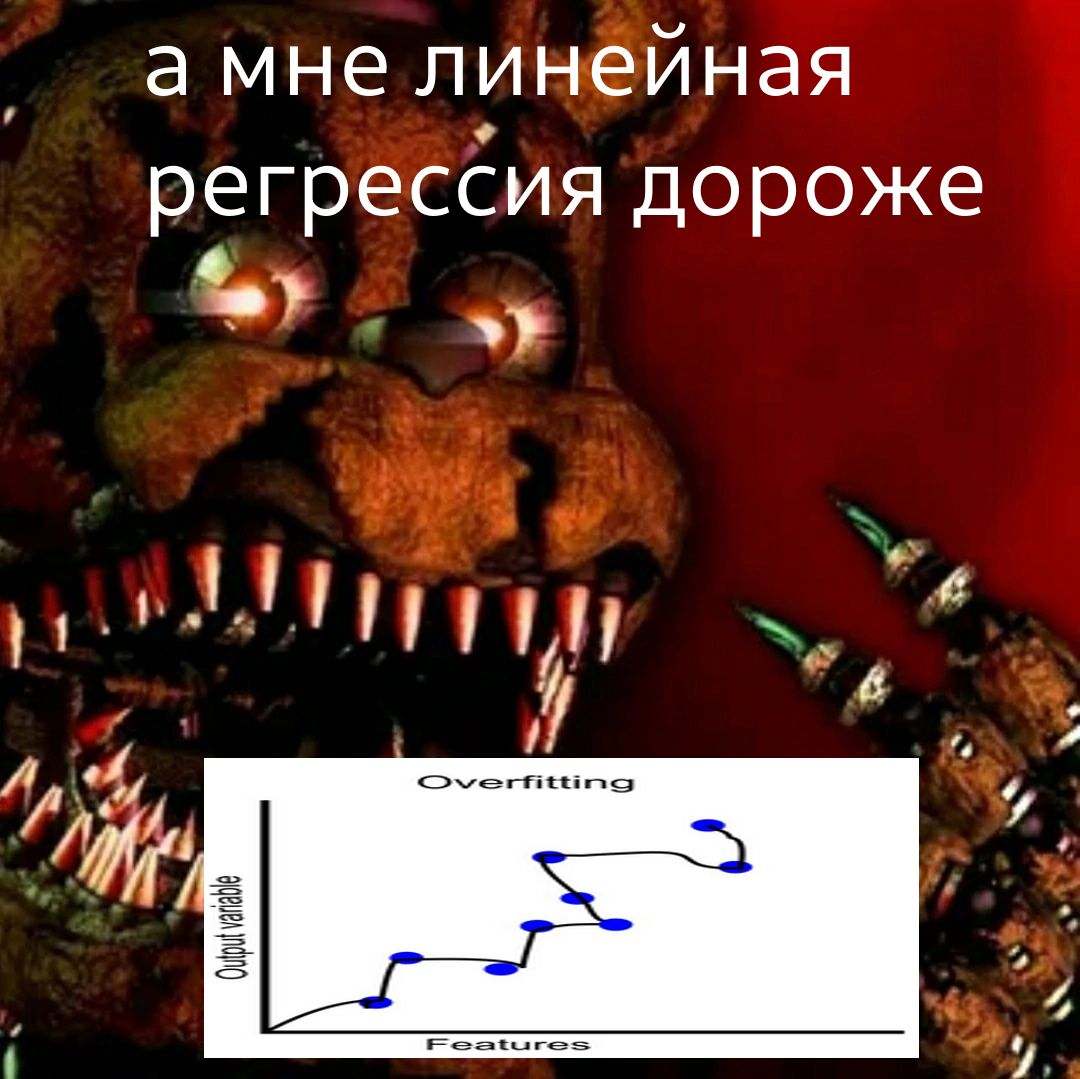 а мне линейная
регрессия дороже
Overfitting
Output variable
Features